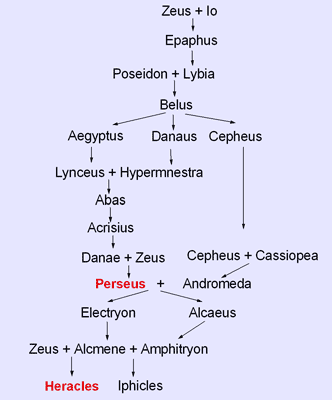 Zeus + Io
Epaphus
Poseidon + Lybia
Belus
Aegyptus Danaus Cepheus
Lynceus + Hypermnestra
Abas
Acrisius
Danae + Zeus Cepheus + Cassiopea
Perseus + Andromeda
Electryon Alcaeus
Zeus + Alcmene + Amphitryon
Heracles Iphicles